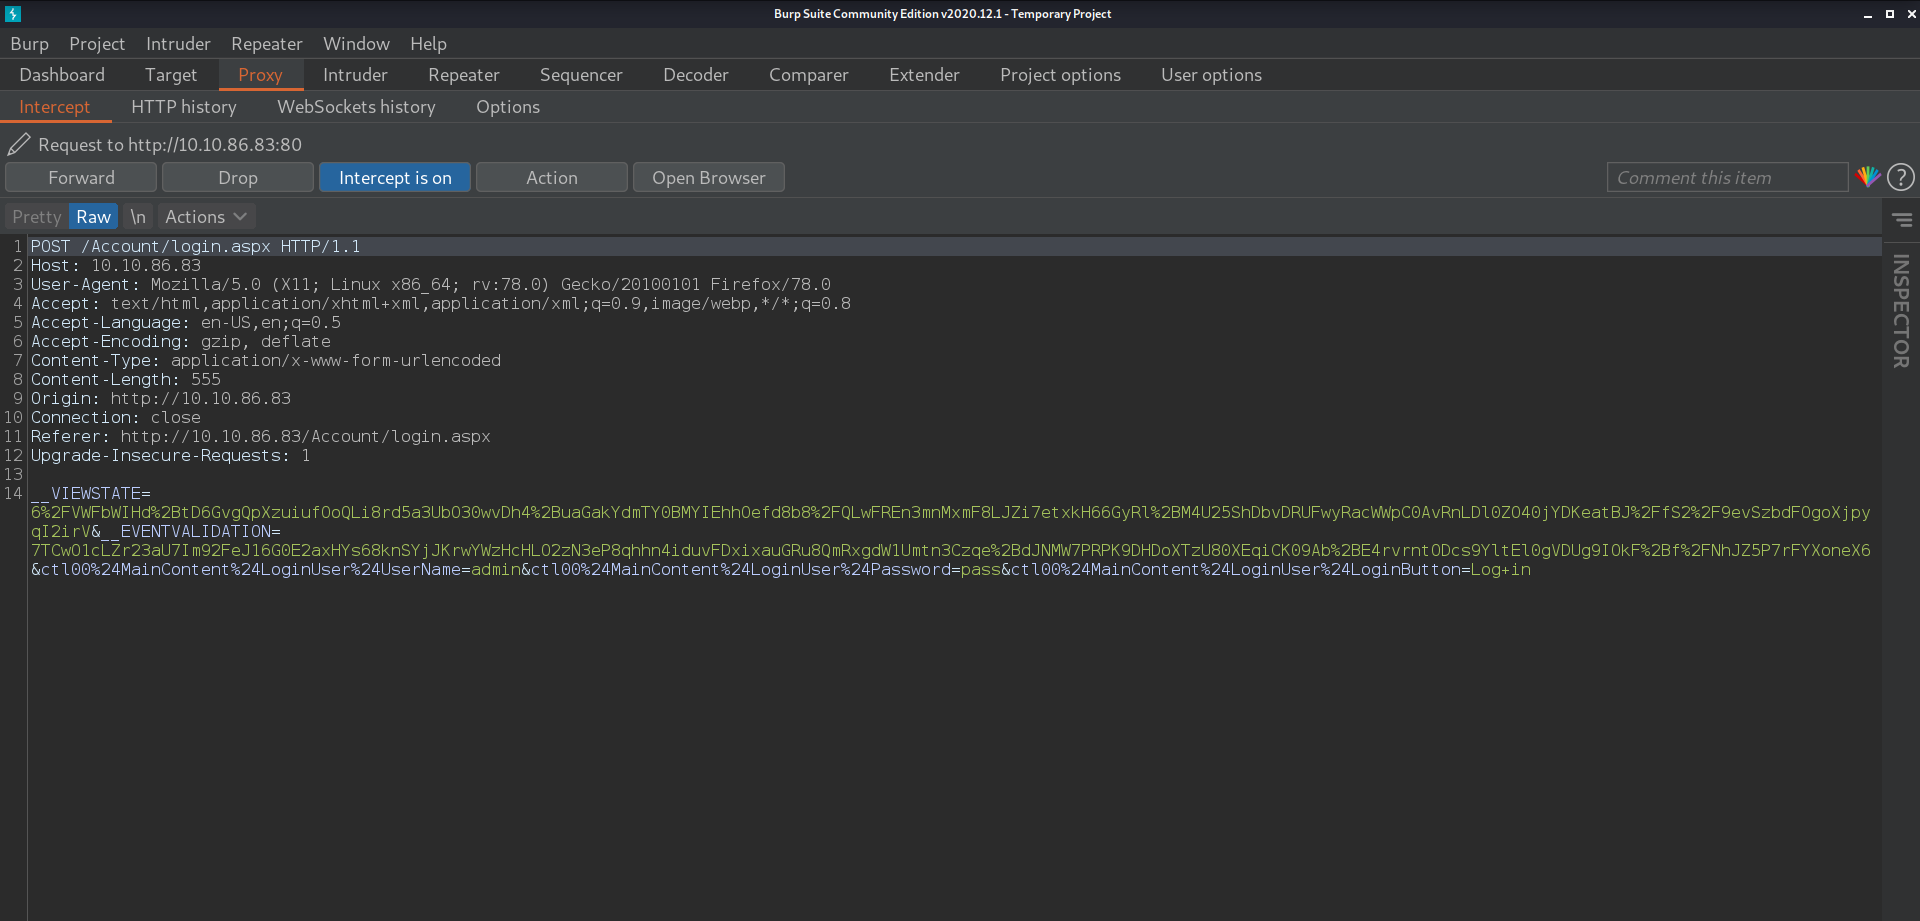 Burp Suite Community Edition v2020.12.1 - Temporary Project
Burp Project Intruder Repeater Window Help
Dashboard Target Proxy Intruder Repeater Sequencer Decoder Comparer Extender Project options User options
Intercept HTTP history WebSockets history Options
Request to http://10.10.86.83:80
Forward Drop Intercept is on Action Open Browser Comment this item ?
Pretty Raw \n Actions
INSPECTOR
1 POST /Account/login.aspx HTTP/1.1
2 Host: 10.10.86.83
3 User-Agent: Mozilla/5.0 (X11; Linux x86_64; rv:78.0) Gecko/20100101 Firefox/78.0
4 Accept: text/html,application/xhtml+xml,application/xml;q=0.9,image/webp,*/*;q=0.8
5 Accept-Language: en-US,en;q=0.5
6 Accept-Encoding: gzip, deflate
7 Content-Type: application/x-www-form-urlencoded
8 Content-Length: 555
9 Origin: http://10.10.86.83
10 Connection: close
11 Referer: http://10.10.86.83/Account/login.aspx
12 Upgrade-Insecure-Requests: 1
13
14 __VIEWSTATE=
6%2FVWFbWIHd%2BtD6GvgQpXzuiufOoQLi8rd5a3UbO30wvDh4%2BuaGakYdmTY0BMYIEhhOefd8b8%2FQLwFREn3mnMxmF8LJZi7etxkH66GyRl%2BM4U25ShDbvDRUFwyRacWWpC0AvRnLDl0ZO40jYDKeatBJ%2FfS2%2F9evSzbdFOgoXjpy
qI2irV&__EVENTVALIDATION=
7TCwO1cLZr23aU7Im92FeJ16G0E2axHYs68knSYjJKrwYWzHcHLO2zN3eP8qhhn4iduvFDxixauGRu8QmRxgdW1Umtn3Czqe%2BdJNMW7PRPK9DHDoXTzU80XEqiCK09Ab%2BE4rvrntODcs9YltEl0gVDUg9IOkF%2Bf%2FNhJZ5P7rFYXoneX6
&ctl00%24MainContent%24LoginUser%24UserName=admin&ctl00%24MainContent%24LoginUser%24Password=pass&ctl00%24MainContent%24LoginUser%24LoginButton=Log+in